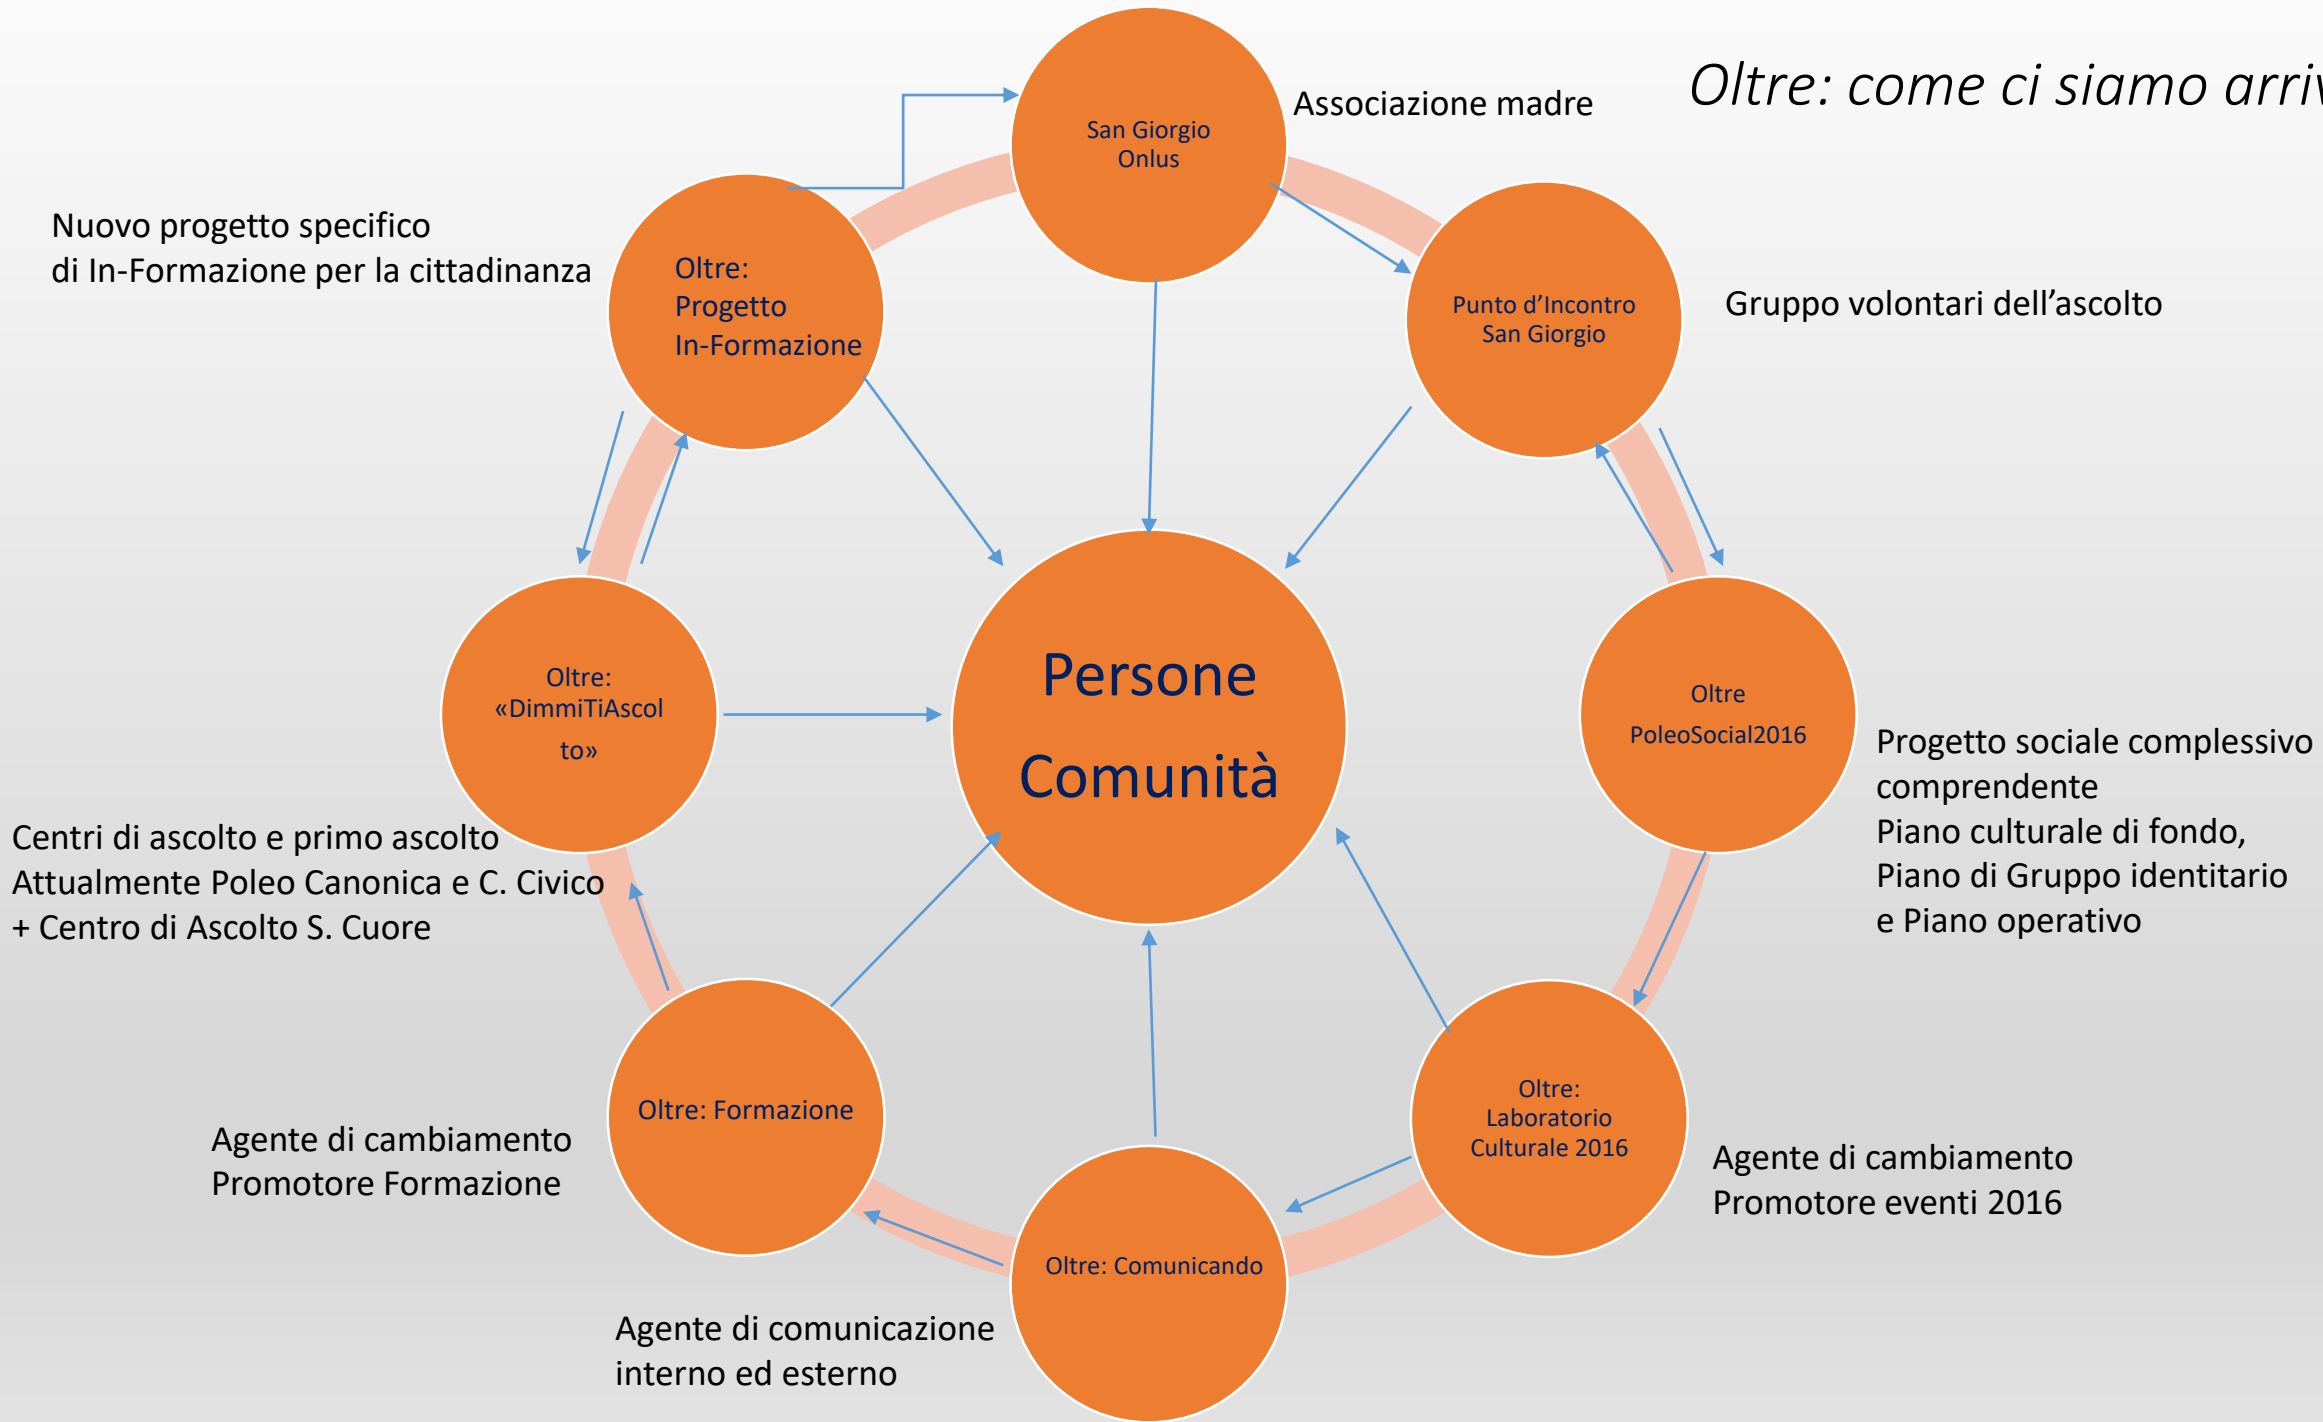 Oltre: come ci siamo arriv
San Giorgio
Onlus
Associazione madre
Nuovo progetto specifico
di In-Formazione per la cittadinanza
Oltre:
Progetto
In-Formazione
Punto d’Incontro
San Giorgio
Gruppo volontari dell’ascolto
Persone
Comunità
Oltre:
«DimmiTiAscol
to»
Oltre
PoleoSocial2016
Progetto sociale complessivo
comprendente
Piano culturale di fondo,
Piano di Gruppo identitario
e Piano operativo
Centri di ascolto e primo ascolto
Attualmente Poleo Canonica e C. Civico
+ Centro di Ascolto S. Cuore
Oltre: Formazione
Agente di cambiamento
Promotore Formazione
Oltre:
Laboratorio
Culturale 2016
Agente di cambiamento
Promotore eventi 2016
Oltre: Comunicando
Agente di comunicazione
interno ed esterno